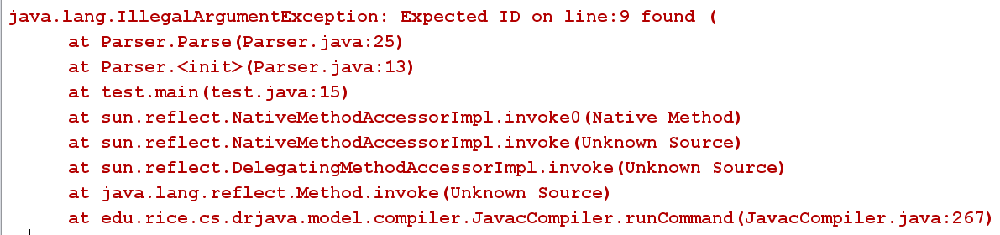 java.lang.IllegalArgumentException: Expected ID on line:9 found (
at Parser.Parse(Parser.java:25)
at Parser.<init>(Parser.java:13)
at test.main(test.java:15)
at sun.reflect.NativeMethodAccessorImpl.invoke0(Native Method)
at sun.reflect.NativeMethodAccessorImpl.invoke(Unknown Source)
at sun.reflect.DelegatingMethodAccessorImpl.invoke(Unknown Source)
at java.lang.reflect.Method.invoke(Unknown Source)
at edu.rice.cs.drjava.model.compiler.JavacCompiler.runCommand(JavacCompiler.java:267)